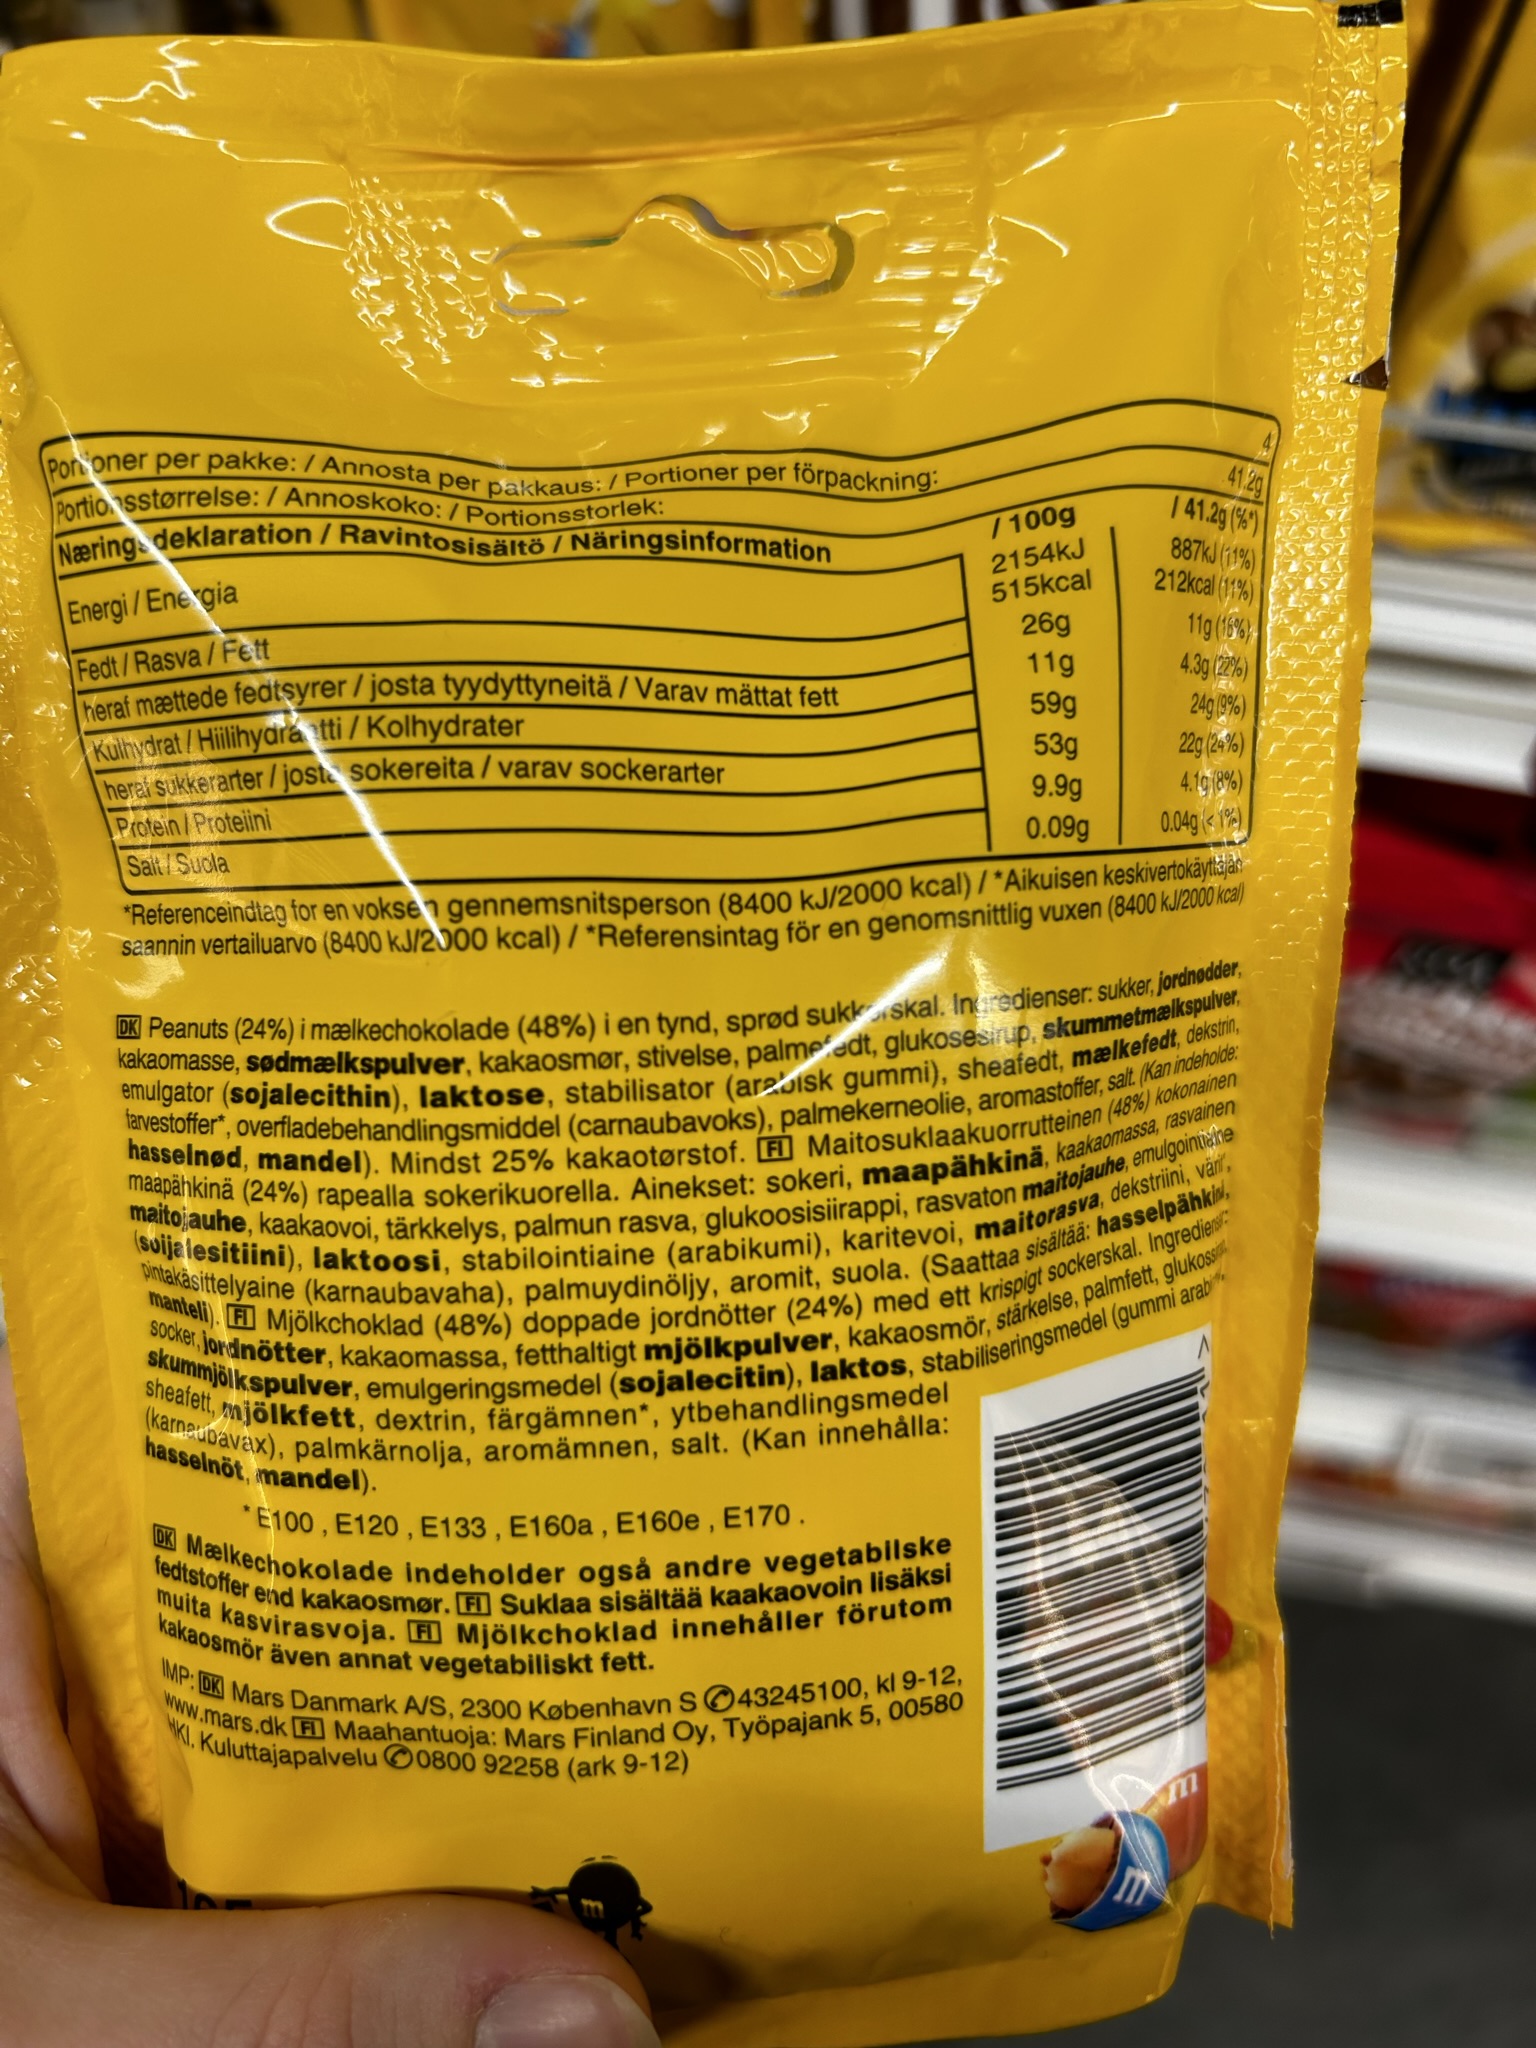 Portioner per pakke: / Annosta per pakkaus: / Portioner per förpackning: 4
Portionsstørrelse: / Annoskoko: / Portionsstorlek: 41.2g
Næringsdeklaration / Ravintosisältö / Näringsinformation / 100g / 41.2g (%*)
Energi / Energia 2154kJ 887kJ (11%)
515kcal 212kcal (11%)
Fedt / Rasva / Fett 26g 11g (16%)
heraf mættede fedtsyrer / josta tyydyttyneitä / Varav mättat fett 11g 4.3g (22%)
Kulhydrat / Hiilihydraatti / Kolhydrater 59g 24g (9%)
heraf sukkerarter / josta sokereita / varav sockerarter 53g 22g (24%)
Protein / Proteiini 9.9g 4.1g (8%)
Salt / Suola 0.09g 0.04g (< 1%)
*Referenceindtag for en voksen gennemsnitsperson (8400 kJ/2000 kcal) / *Aikuisen keskivertokäyttäjän
saannin vertailuarvo (8400 kJ/2000 kcal) / *Referensintag för en genomsnittlig vuxen (8400 kJ/2000 kcal)
DK Peanuts (24%) i mælkechokolade (48%) i en tynd, sprød sukkerskal. Ingredienser: sukker, jordnødder,
kakaomasse, sødmælkspulver, kakaosmør, stivelse, palmefedt, glukosesirup, skummetmælkspulver,
emulgator (sojalecithin), laktose, stabilisator (arabisk gummi), sheafedt, mælkefedt, dekstrin,
farvestoffer*, overfladebehandlingsmiddel (carnaubavoks), palmekerneolie, aromastoffer, salt. (Kan indeholde:
hasselnød, mandel). Mindst 25% kakaotørstof. FI Maitosuklaakuorrutteinen (48%) kokonainen
maapähkinä (24%) rapealla sokerikuorella. Ainekset: sokeri, maapähkinä, kaakaomassa, rasvainen
maitojauhe, kaakaovoi, tärkkelys, palmun rasva, glukoosisiirappi, rasvaton maitojauhe, emulgointiaine
(soijalesitiini), laktoosi, stabilointiaine (arabikumi), karitevoi, maitorasva, dekstriini, värit*,
pintakäsittelyaine (karnaubavaha), palmuydinöljy, aromit, suola. (Saattaa sisältää: hasselpähkinä,
manteli). FI Mjölkchoklad (48%) doppade jordnötter (24%) med ett krispigt sockerskal. Ingredienser:
socker, jordnötter, kakaomassa, fetthaltigt mjölkpulver, kakaosmör, stärkelse, palmfett,
skummjölkspulver, emulgeringsmedel (sojalecitin), laktos, stabiliseringsmedel (gummi
sheafett, mjölkfett, dextrin, färgämnen*, ytbehandlingsmedel
(karnaubavax), palmkärnolja, aromämnen, salt. (Kan innehålla:
hasselnöt, mandel).
* E100 , E120 , E133 , E160a , E160e , E170 .
DK Mælkechokolade indeholder også andre vegetabilske
fedtstoffer end kakaosmør. FI Suklaa sisältää kaakaovoin lisäksi
muita kasvirasvoja. FI Mjölkchoklad innehåller förutom
kakaosmör även annat vegetabiliskt fett.
IMP: DK Mars Danmark A/S, 2300 København S ✆43245100, kl 9-12,
www.mars.dk FI Maahantuoja: Mars Finland Oy, Työpajank 5, 00580
HKI. Kuluttajapalvelu ✆0800 92258 (ark 9-12)
m
m
m